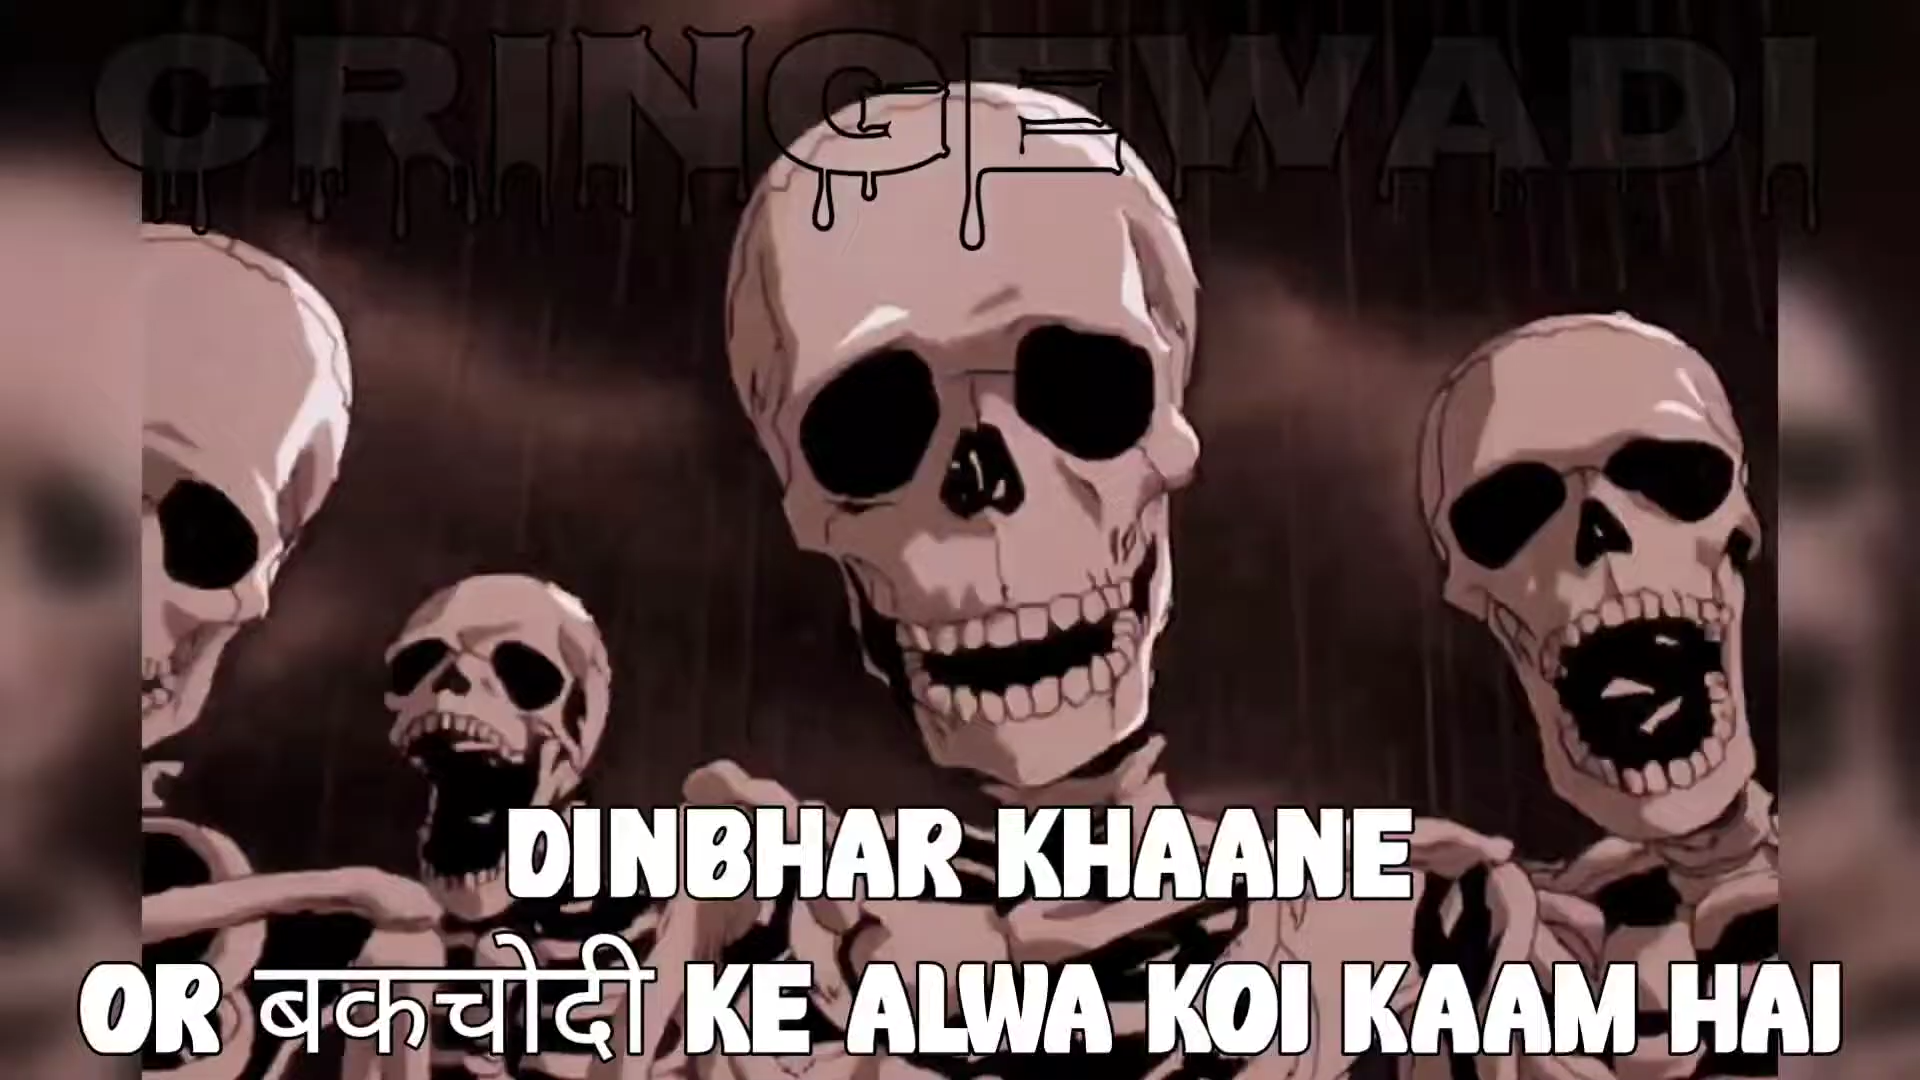 CRINGEWADI
DINBHAR KHAANE
OR बकचोदी KE ALWA KOI KAAM HAI